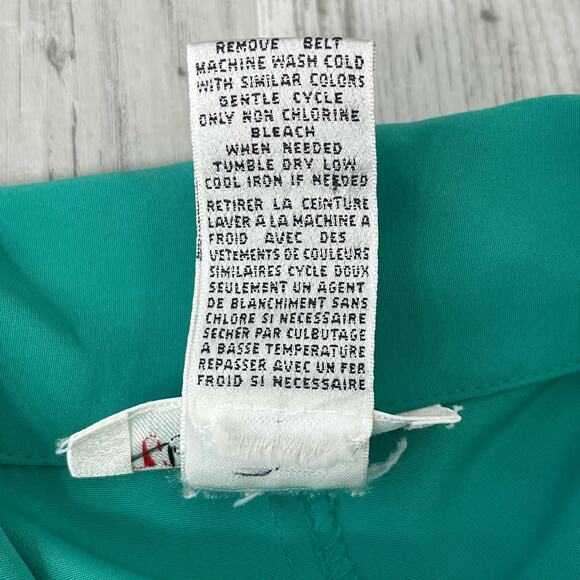 REMOVE BELT
MACHINE WASH COLD
WITH SIMILAR COLORS
GENTLE CYCLE
ONLY NON CHLORINE
BLEACH
WHEN NEEDED
TUMBLE DRY LOW
COOL IRON IF NEEDED
RETIRER LA CEINTURE
LAVER A LA MACHINE A
FROID AVEC DES
VETEMENTS DE COULEURS
SIMILAIRES CYCLE DOUX
SEULEMENT UN AGENT
DE BLANCHIMENT SANS
CHLORE SI NECESSAIRE
SECHER PAR CULBUTAGE
A BASSE TEMPERATURE
REPASSER AVEC UN FER
FROID SI NECESSAIRE